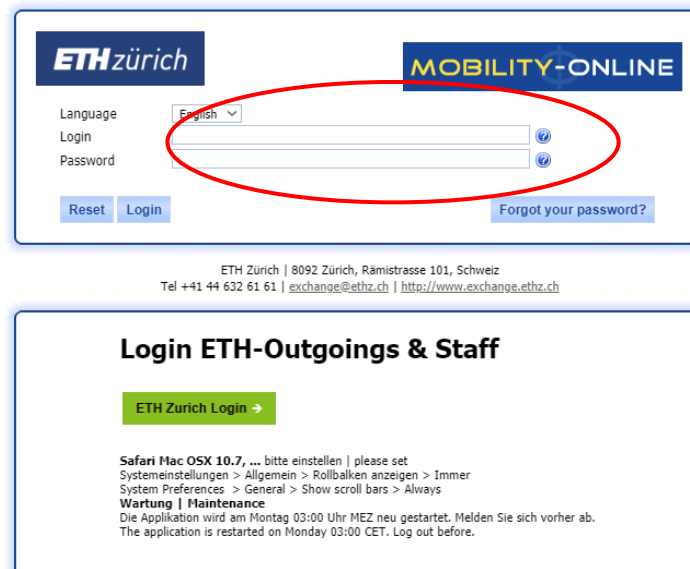 ETH zürich
MOBILITY-ONLINE
Language English
Login
Password
Reset Login Forgot your password?
ETH Zürich | 8092 Zürich, Rämistrasse 101, Schweiz
Tel +41 44 632 61 61 | exchange@ethz.ch | http://www.exchange.ethz.ch
Login ETH-Outgoings & Staff
ETH Zurich Login →
Safari Mac OSX 10.7, ... bitte einstellen | please set
Systemeinstellungen > Allgemein > Rollbalken anzeigen > Immer
System Preferences > General > Show scroll bars > Always
Wartung | Maintenance
Die Applikation wird am Montag 03:00 Uhr MEZ neu gestartet. Melden Sie sich vorher ab.
The application is restarted on Monday 03:00 CET. Log out before.